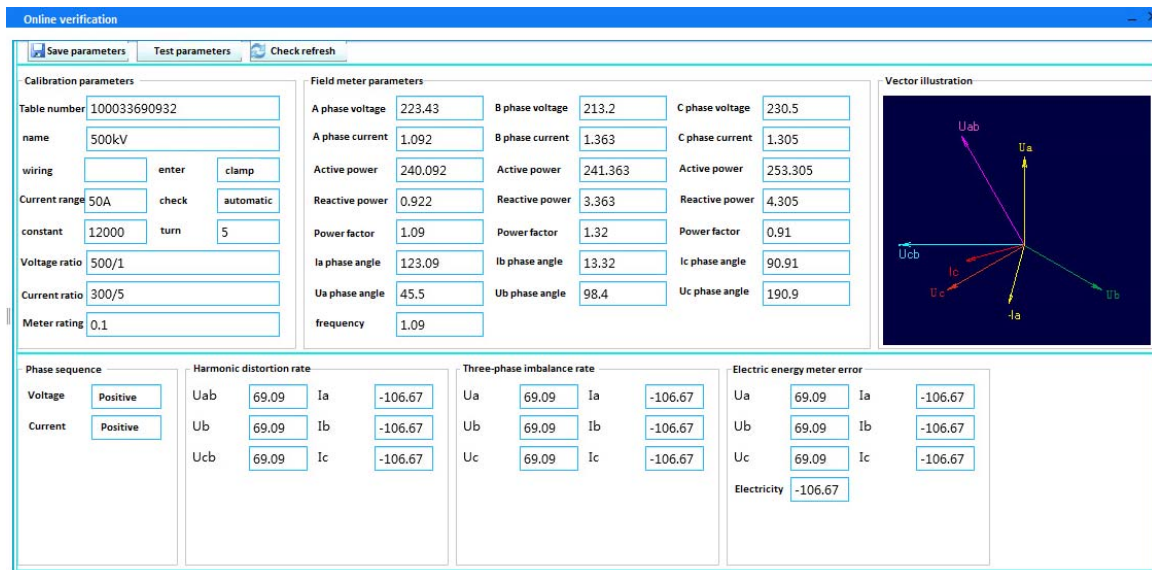 Online verification
Save parameters Test parameters Check refresh
Calibration parameters Field meter parameters Vector illustration
Table number 100033690932 A phase voltage 223.43 B phase voltage 213.2 C phase voltage 230.5
name 500kV A phase current 1.092 B phase current 1.363 C phase current 1.305
wiring enter clamp Active power 240.092 Active power 241.363 Active power 253.305
Current range 50A check automatic Reactive power 0.922 Reactive power 3.363 Reactive power 4.305
constant 12000 turn 5 Power factor 1.09 Power factor 1.32 Power factor 0.91
Voltage ratio 500/1 Ia phase angle 123.09 Ib phase angle 13.32 Ic phase angle 90.91
Current ratio 300/5 Ua phase angle 45.5 Ub phase angle 98.4 Uc phase angle 190.9
Meter rating 0.1 frequency 1.09
Uab
Ua
Ucb
Ic
Uc Ub
-Ia
Phase sequence Harmonic distortion rate Three-phase imbalance rate Electric energy meter error
Voltage Positive Uab 69.09 Ia -106.67 Ua 69.09 Ia -106.67 Ua 69.09 Ia -106.67
Current Positive Ub 69.09 Ib -106.67 Ub 69.09 Ib -106.67 Ub 69.09 Ib -106.67
Ucb 69.09 Ic -106.67 Uc 69.09 Ic -106.67 Uc 69.09 Ic -106.67
Electricity -106.67